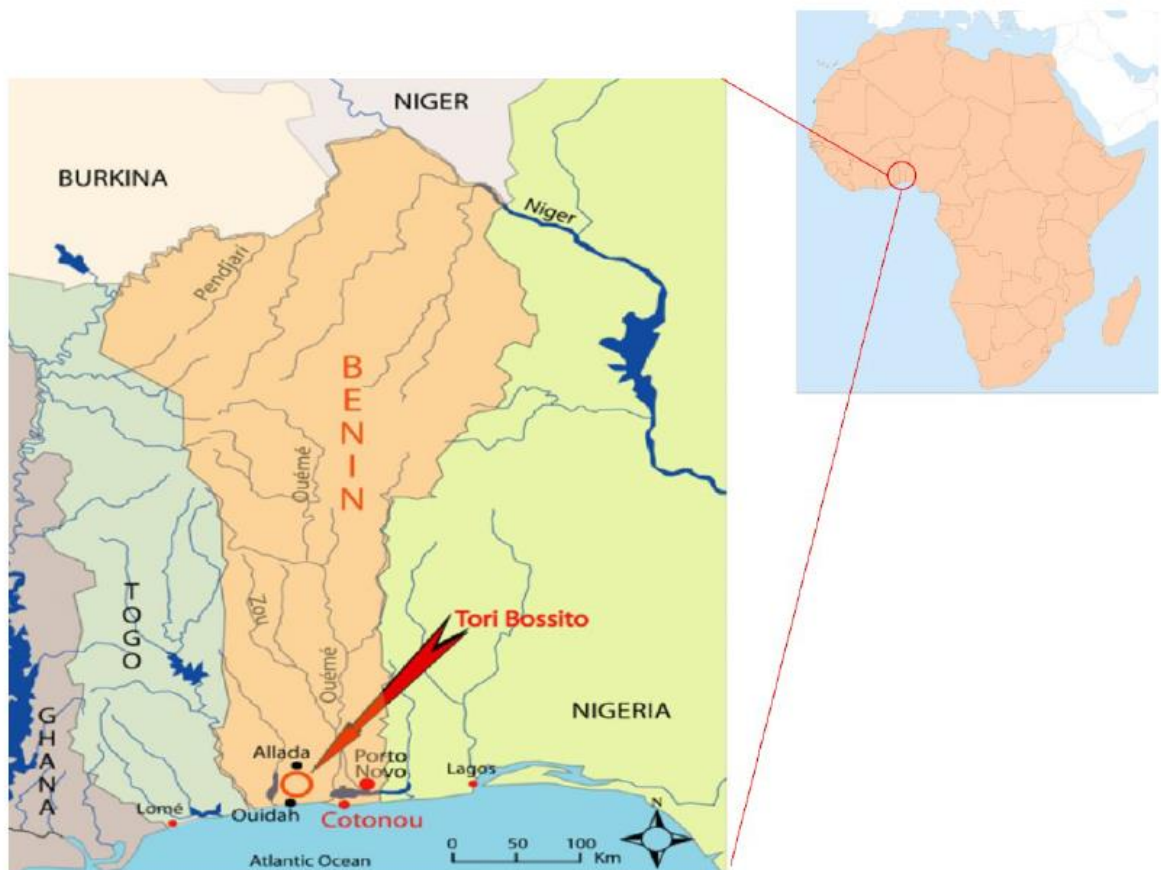 NIGER
BURKINA
Niger
Pendjari
BENIN
Ouémé
Zou
Tori Bossito
TOGO
Ouémé
GHANA
NIGERIA
Allada
Porto
Novo
Lagos
Lomé
Ouidah
Cotonou
N
0 50 100
Km
Atlantic Ocean